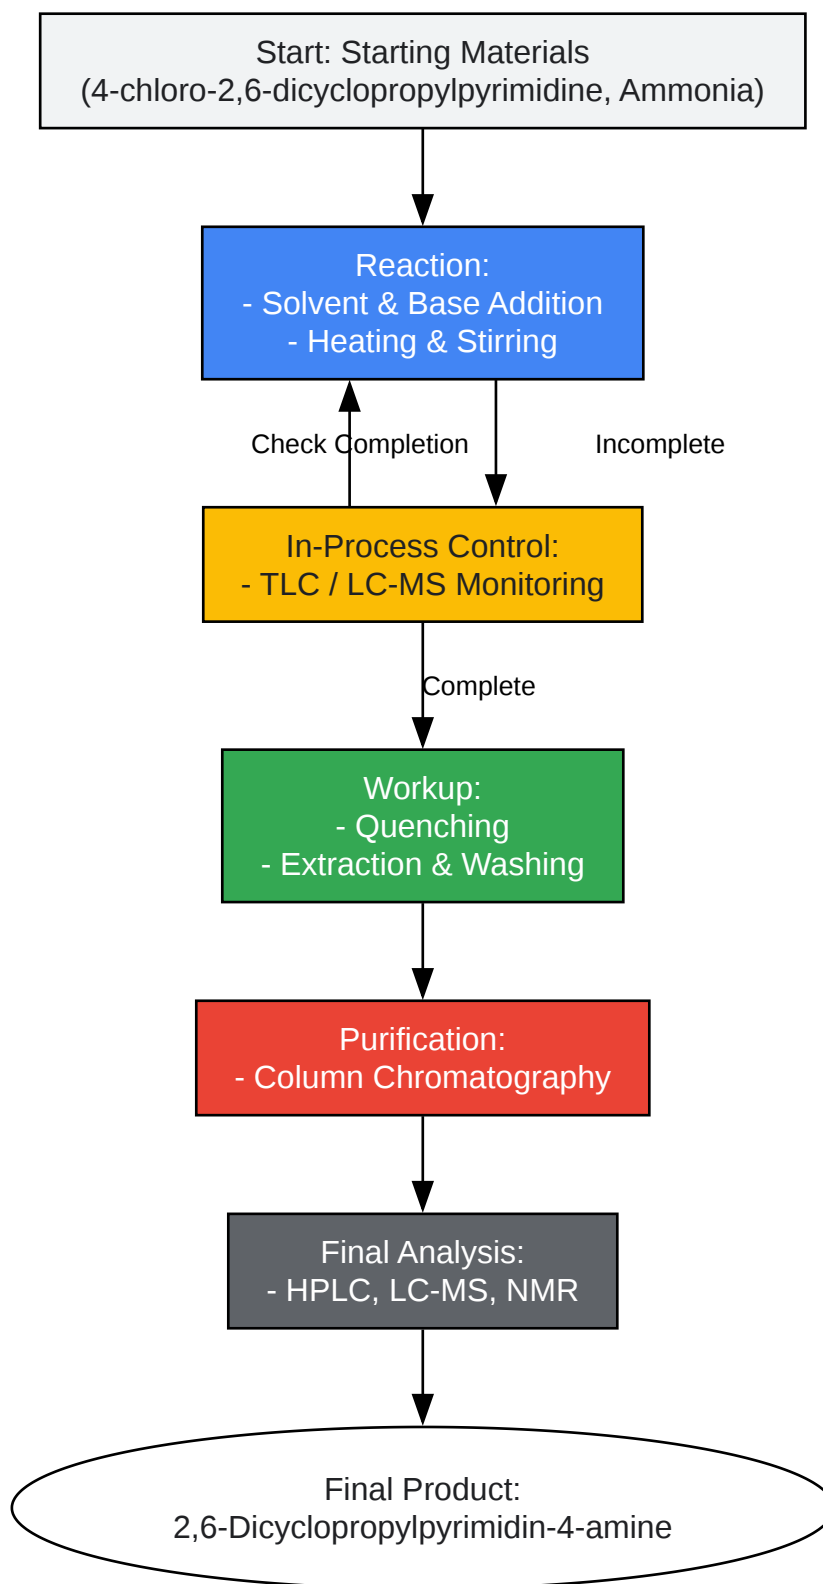 Start: Starting Materials
(4-chloro-2,6-dicyclopropylpyrimidine, Ammonia)
Reaction:
- Solvent & Base Addition
- Heating & Stirring
Check Completion
Incomplete
In-Process Control:
- TLC / LC-MS Monitoring
Complete
Workup:
- Quenching
- Extraction & Washing
Purification:
- Column Chromatography
Final Analysis:
- HPLC, LC-MS, NMR
Final Product:
2,6-Dicyclopropylpyrimidin-4-amine